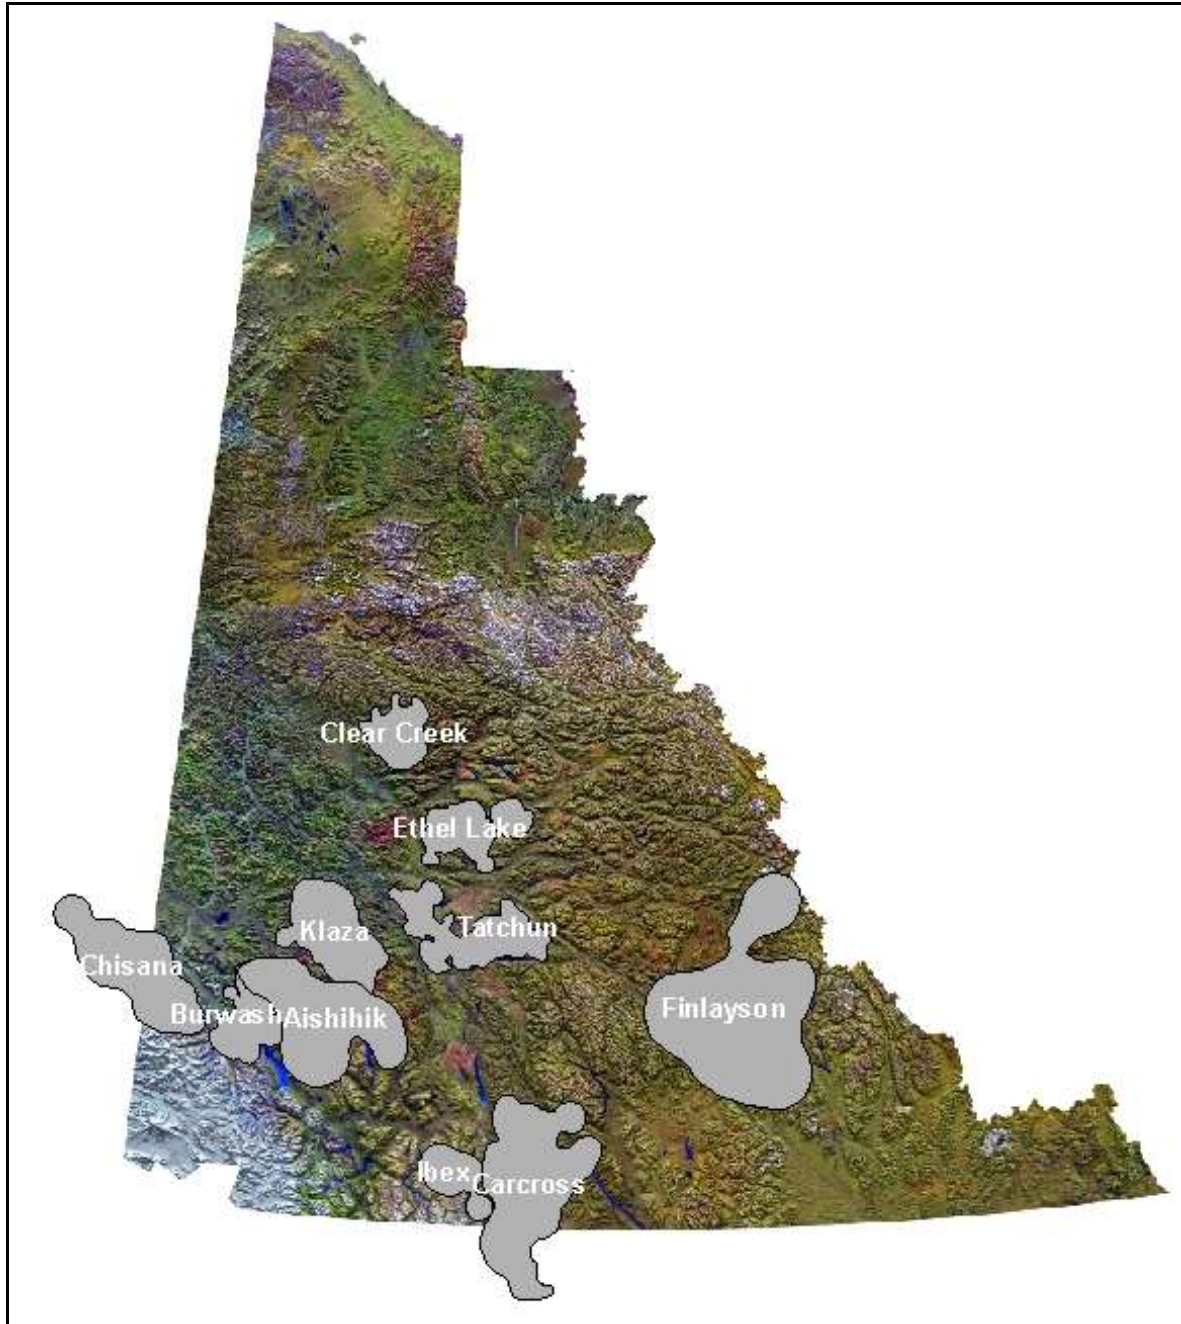 Clear Creek
Ethel Lake
Klaza
Tatchun
Chisana
Burwash
Aishihik
Finlayson
Ibex
Carcross